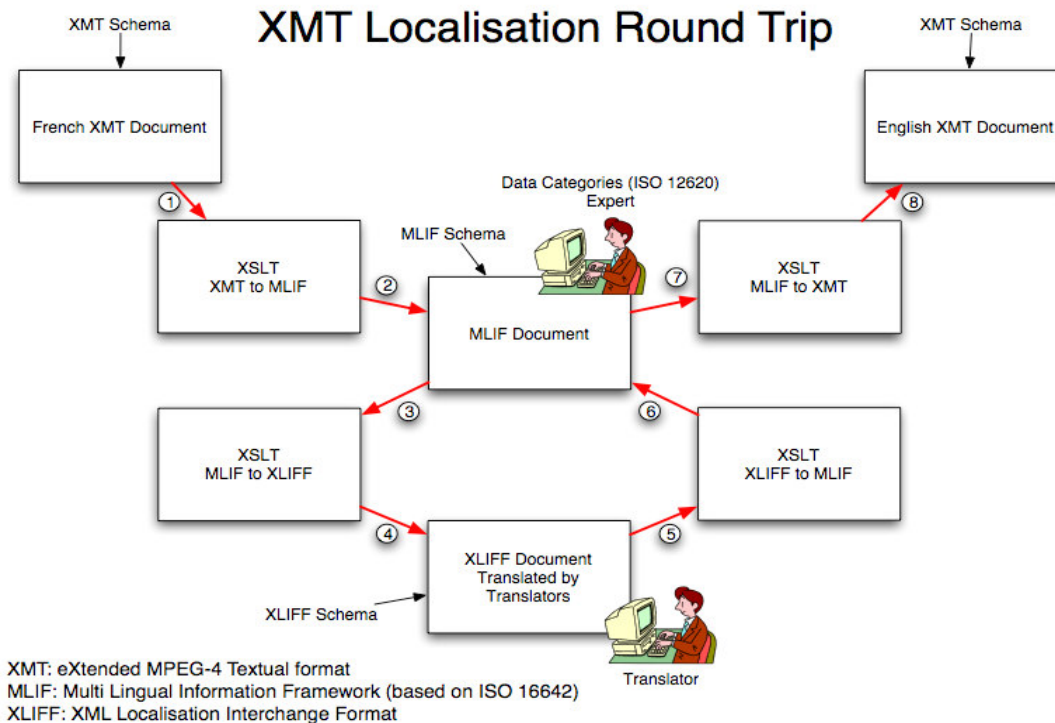 XMT Localisation Round Trip
XMT Schema
French XMT Document
XMT Schema
English XMT Document
1
XSLT
XMT to MLIF
2
MLIF Schema
Data Categories (ISO 12620)
Expert
MLIF Document
7
XSLT
MLIF to XMT
8
3
XSLT
MLIF to XLIFF
4
XLIFF Schema
XLIFF Document
Translated by
Translators
Translator
5
XSLT
XLIFF to MLIF
6
XMT: eXtended MPEG-4 Textual format
MLIF: Multi Lingual Information Framework (based on ISO 16642)
XLIFF: XML Localisation Interchange Format